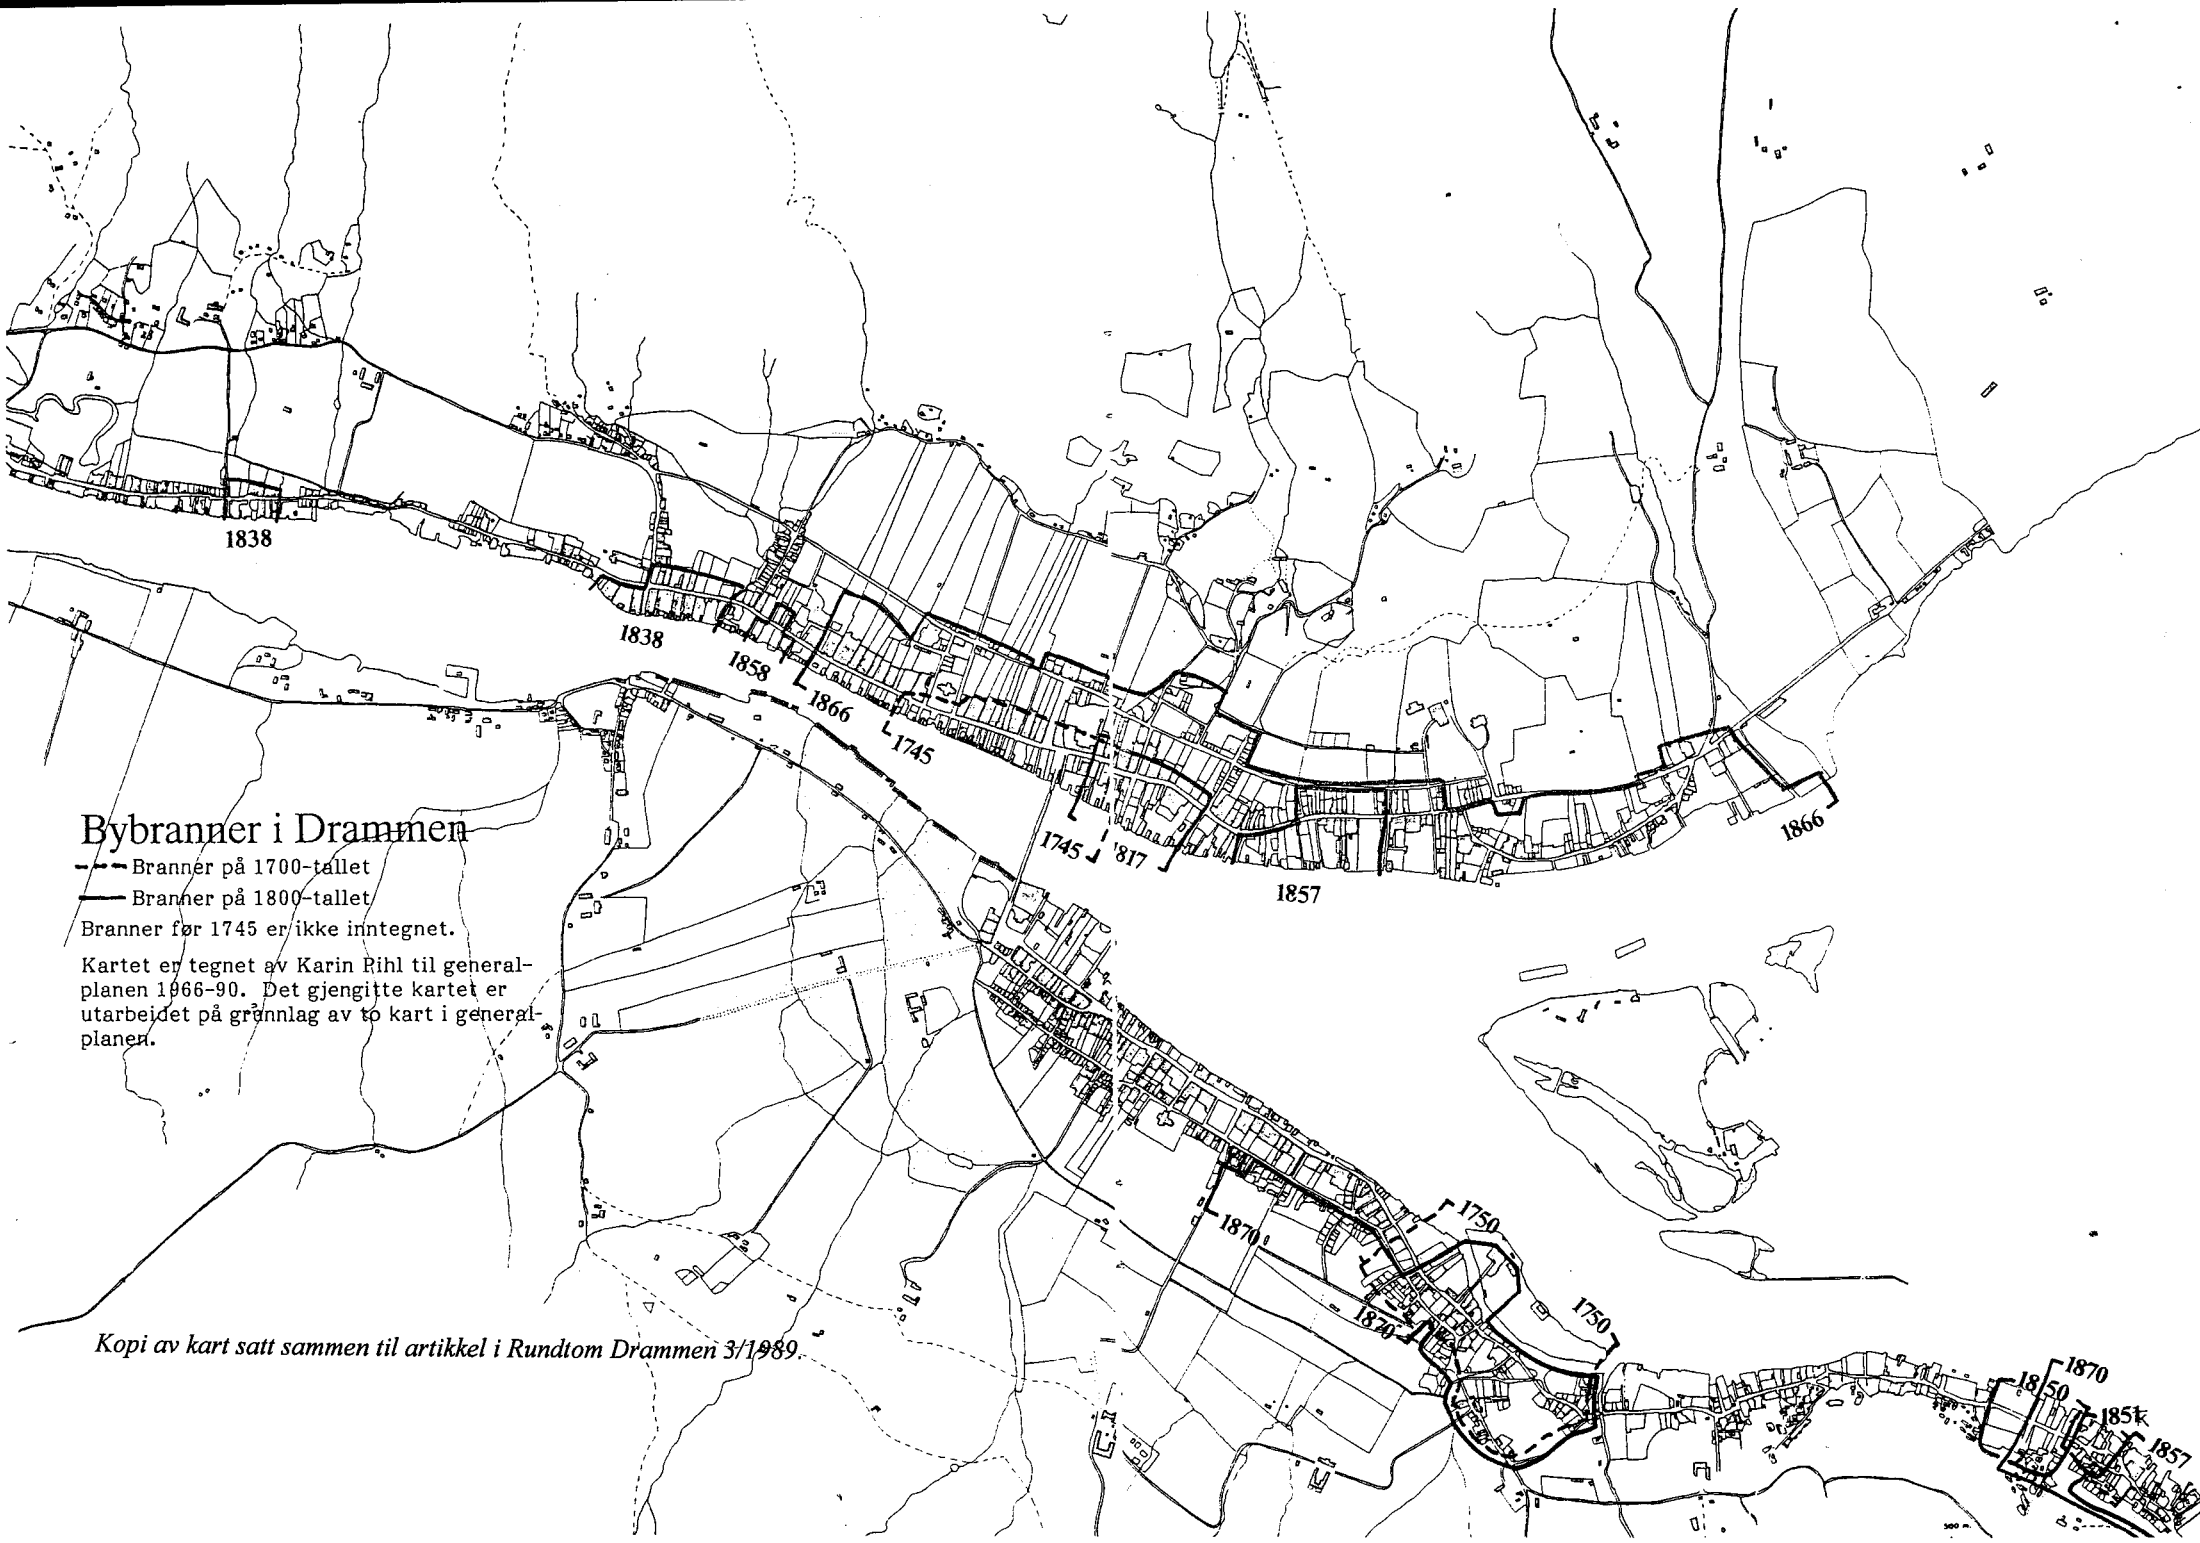 1838
1838
1858
1866
1745
1745
1817
1857
1866
Bybranner i Drammen
Branner på 1700-tallet
Branner på 1800-tallet
Branner før 1745 er ikke inntegnet.
Kartet er tegnet av Karin Pihl til general-
planen 1966-90. Det gjengitte kartet er
utarbeidet på grunnlag av to kart i general-
planen.
Kopi av kart satt sammen til artikkel i Rundtom Drammen 3/1989.
1870
1750
1870
1750
1850
1870
1857
500 m.